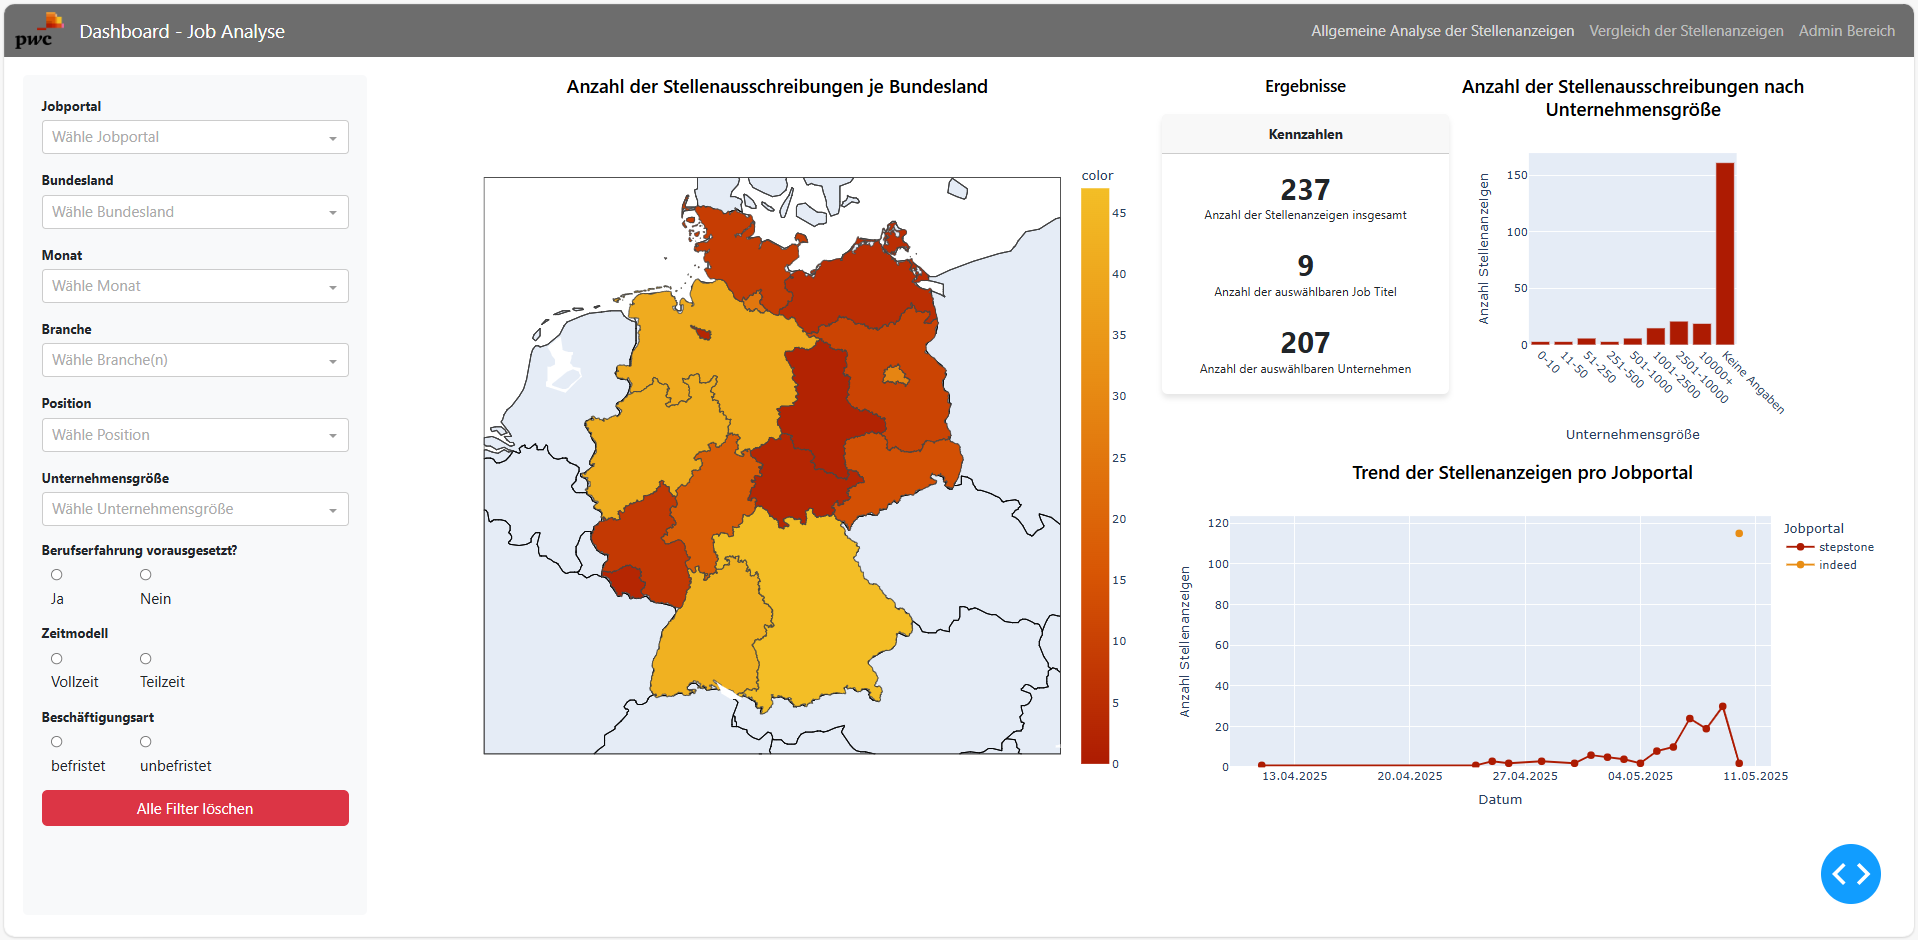 pwc
Dashboard - Job Analyse
Allgemeine Analyse der Stellenanzeigen
Vergleich der Stellenanzeigen
Admin Bereich
Jobportal
Wähle Jobportal
Bundesland
Wähle Bundesland
Monat
Wähle Monat
Branche
Wähle Branche(n)
Position
Wähle Position
Unternehmensgröße
Wähle Unternehmensgröße
Berufserfahrung vorausgesetzt?
Ja
Nein
Zeitmodell
Vollzeit
Teilzeit
Beschäftigungsart
befristet
unbefristet
Alle Filter löschen
Anzahl der Stellenausschreibungen je Bundesland
color
45
40
35
30
25
20
15
10
5
0
Ergebnisse
Kennzahlen
237
Anzahl der Stellenanzeigen insgesamt
9
Anzahl der auswählbaren Job Titel
207
Anzahl der auswählbaren Unternehmen
Anzahl der Stellenausschreibungen nach
Unternehmensgröße
Anzahl Stellenanzeigen
150
100
50
0
0-10
11-50
51-250
251-500
501-1000
1001-2500
2501-10000
10000+
Keine Angaben
Unternehmensgröße
Trend der Stellenanzeigen pro Jobportal
Anzahl Stellenanzeigen
120
100
80
60
40
20
0
13.04.2025
20.04.2025
27.04.2025
04.05.2025
11.05.2025
Datum
Jobportal
stepstone
indeed